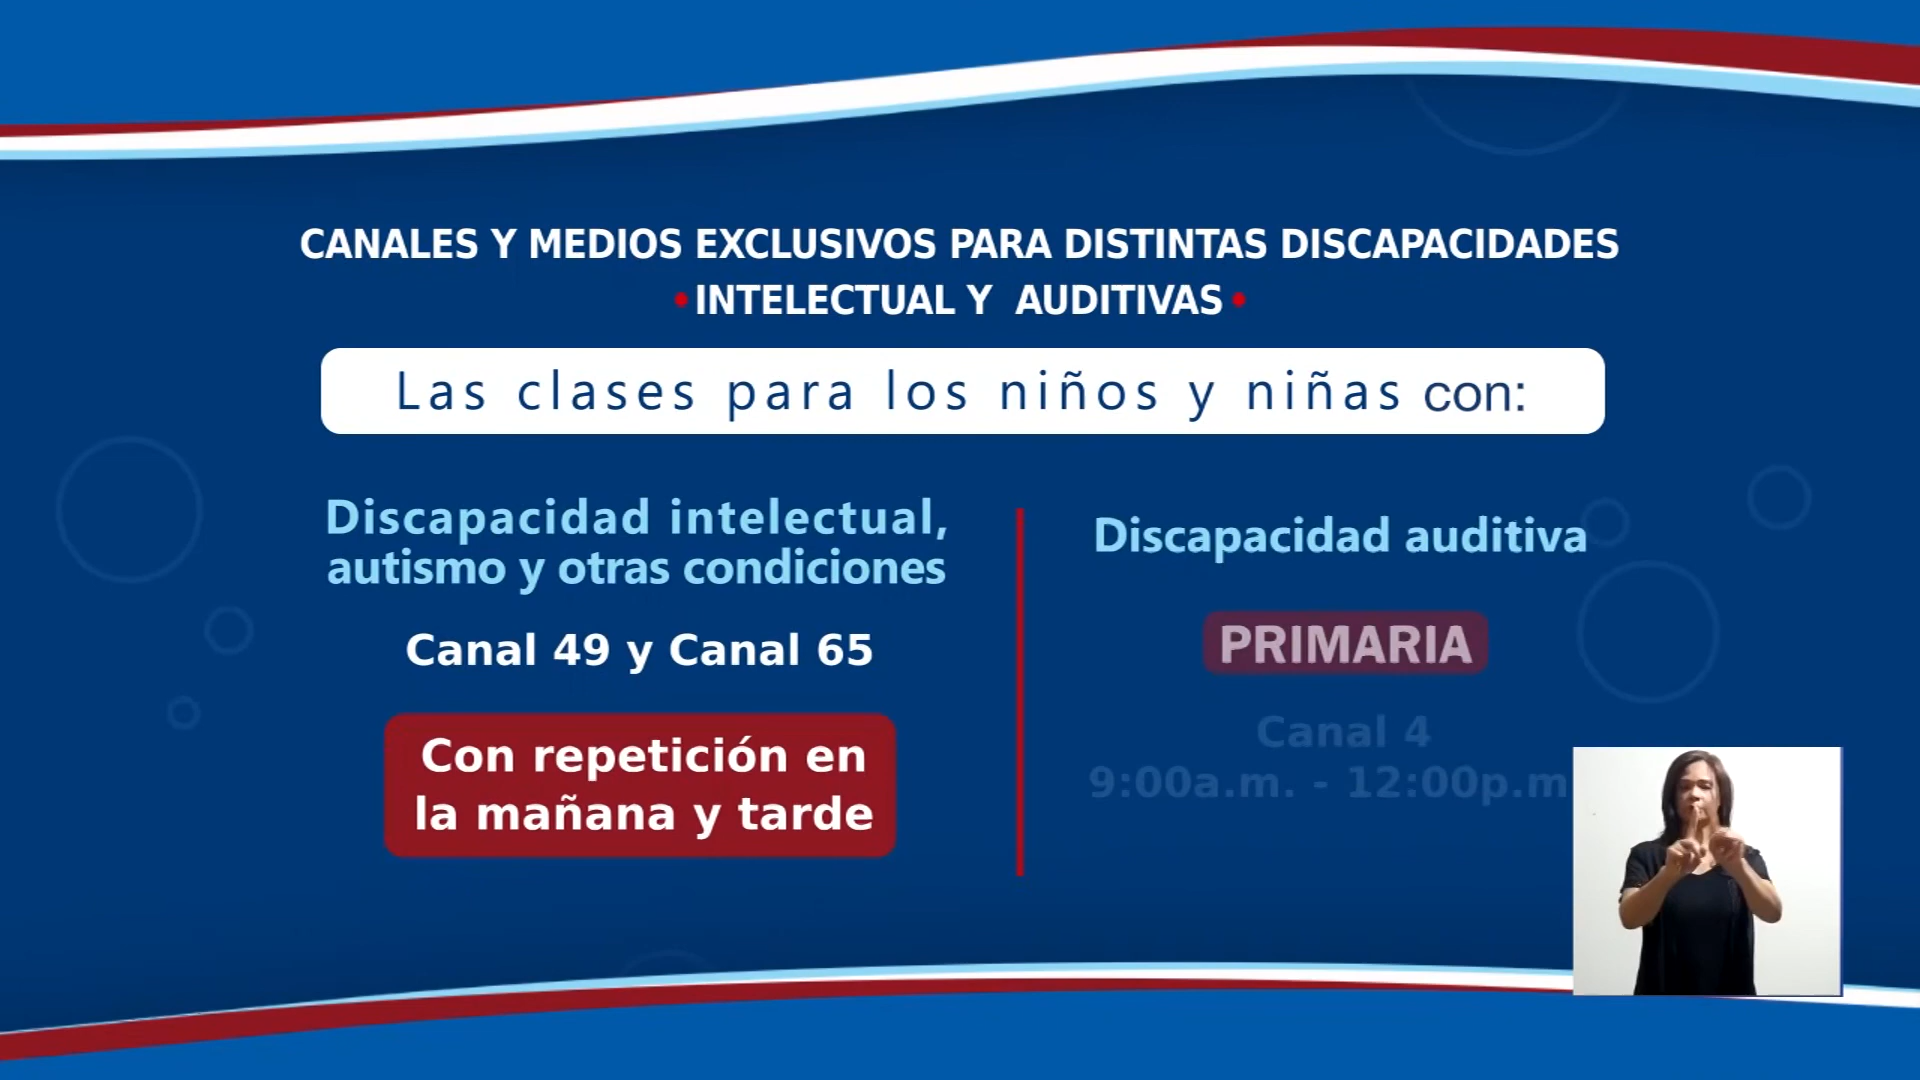 CANALES Y MEDIOS EXCLUSIVOS PARA DISTINTAS DISCAPACIDADES
•INTELECTUAL Y AUDITIVAS•
Las clases para los niños y niñas con:
Discapacidad intelectual,
autismo y otras condiciones
Canal 49 y Canal 65
Con repetición en
la mañana y tarde
Discapacidad auditiva
PRIMARIA
Canal 4
9:00a.m. - 12:00p.m